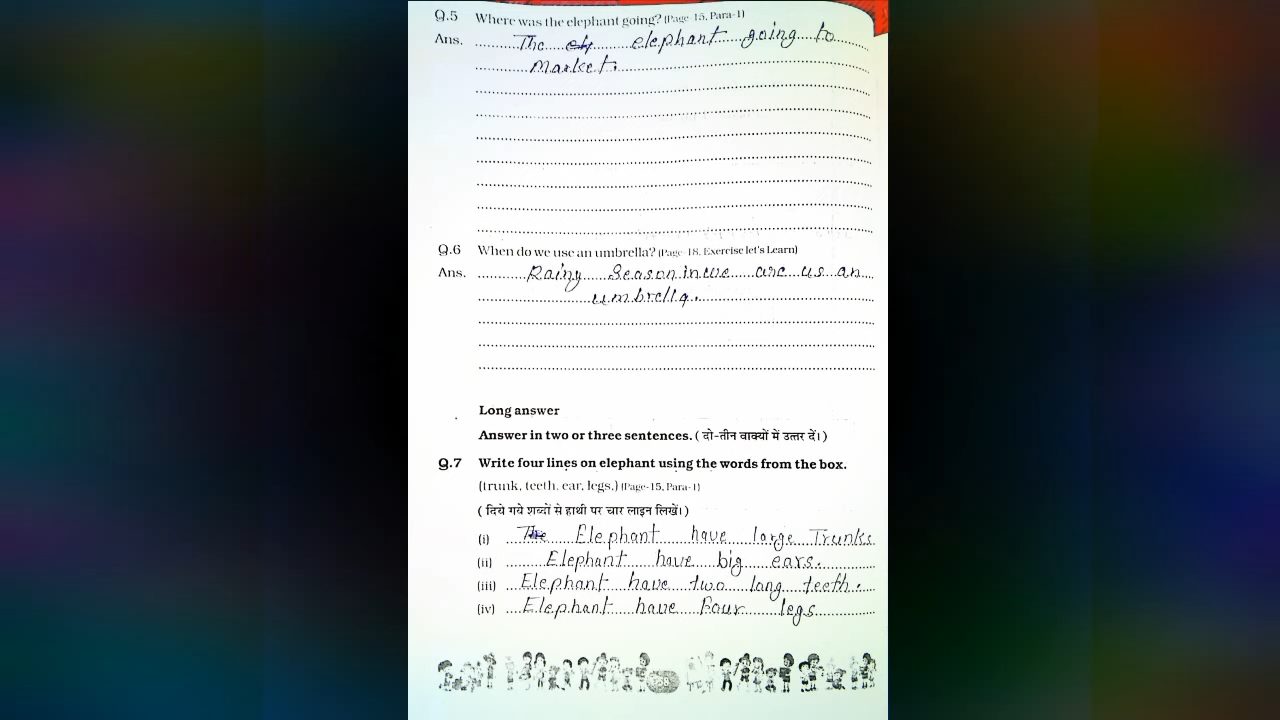 Q.5 Where was the elephant going? (Page-15, Para-1)
Ans. The elephant going to
market.
Q.6 When do we use an umbrella? (Page-18, Exercise let's Learn)
Ans. Rainy Season in we are us an
umbrella.
Long answer
Answer in two or three sentences. ( दो-तीन वाक्यों में उत्तर दें। )
Q.7 Write four lines on elephant using the words from the box.
(trunk, teeth, ear, legs,) (Page-15, Para-1)
( दिये गये शब्दों से हाथी पर चार लाइन लिखें। )
(i) The Elephant have large Trunks
(ii) Elephant have big ears.
(iii) Elephant have two long teeth.
(iv) Elephant have Four legs